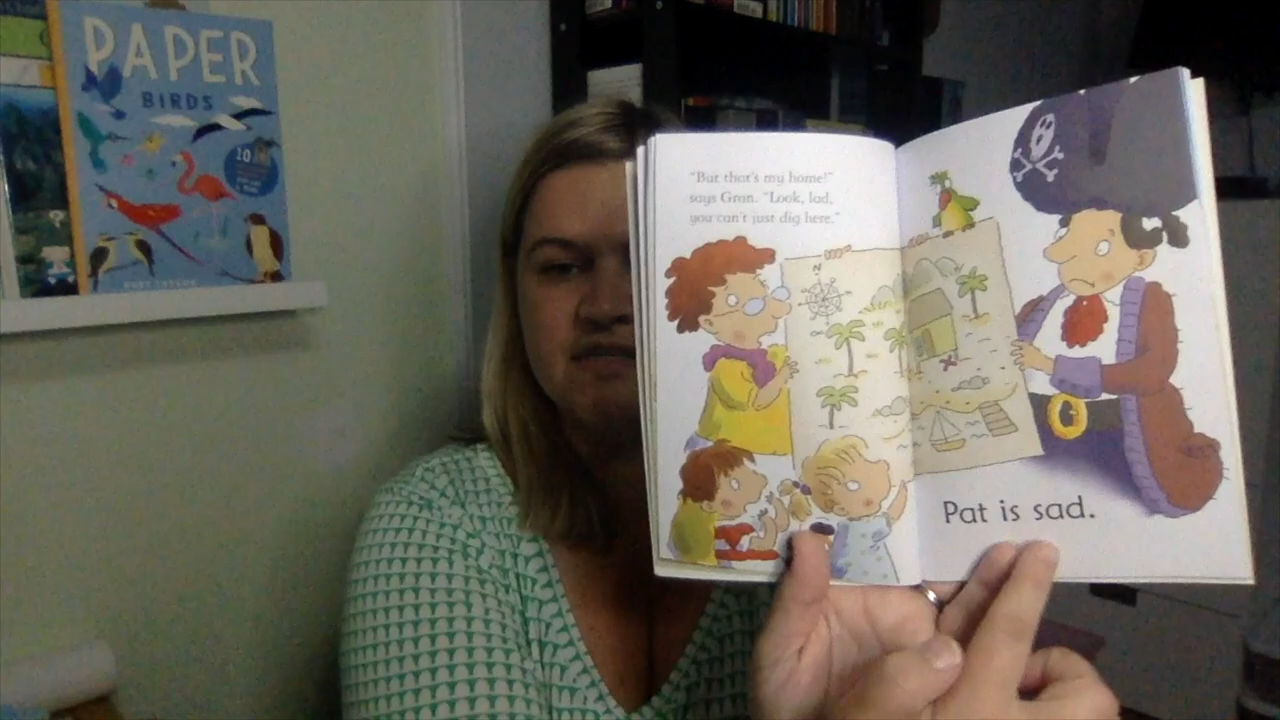 PAPER
BIRDS
10
"But that's my home!"
says Gran. "Look, lad,
you can't just dig here."
N
Pat is sad.